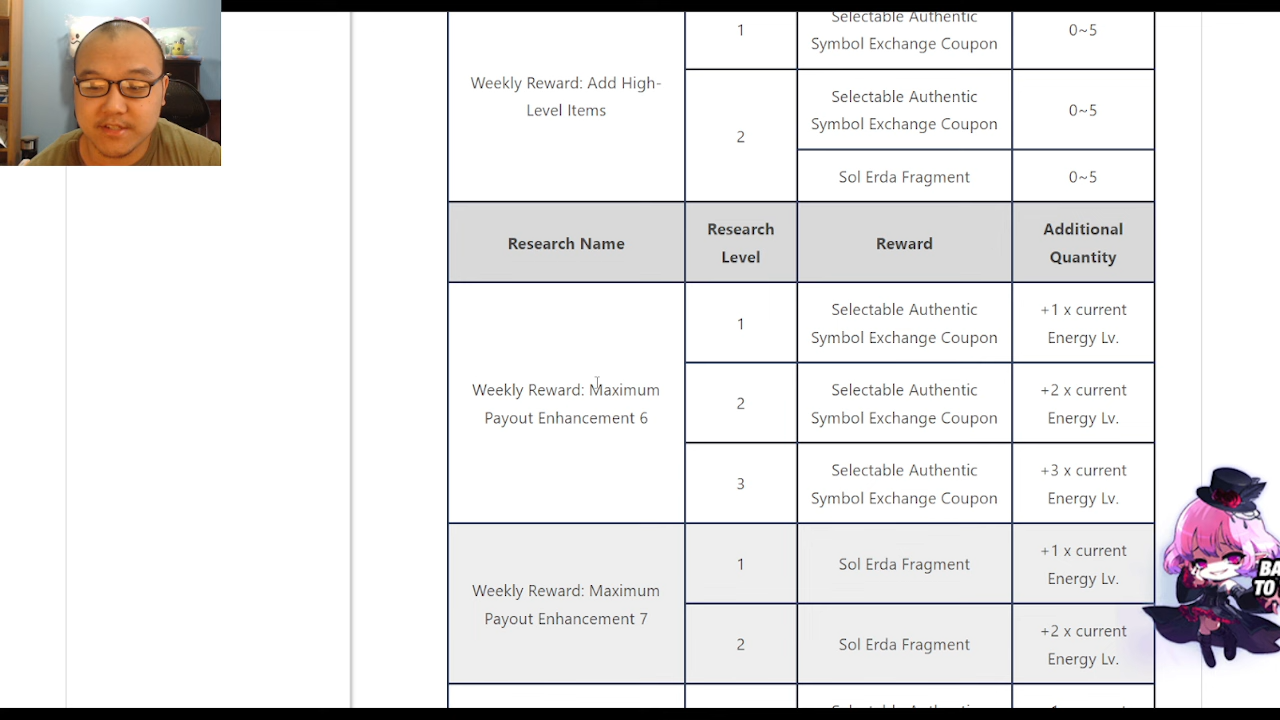 Selectable Authentic
Symbol Exchange Coupon
1
0~5
Weekly Reward: Add High-
Level Items
Selectable Authentic
Symbol Exchange Coupon
0~5
2
Sol Erda Fragment
0~5
Research Name
Research
Level
Reward
Additional
Quantity
Weekly Reward: Maximum
Payout Enhancement 6
1
Selectable Authentic
Symbol Exchange Coupon
+1 x current
Energy Lv.
2
Selectable Authentic
Symbol Exchange Coupon
+2 x current
Energy Lv.
3
Selectable Authentic
Symbol Exchange Coupon
+3 x current
Energy Lv.
Weekly Reward: Maximum
Payout Enhancement 7
1
Sol Erda Fragment
+1 x current
Energy Lv.
2
Sol Erda Fragment
+2 x current
Energy Lv.
TO